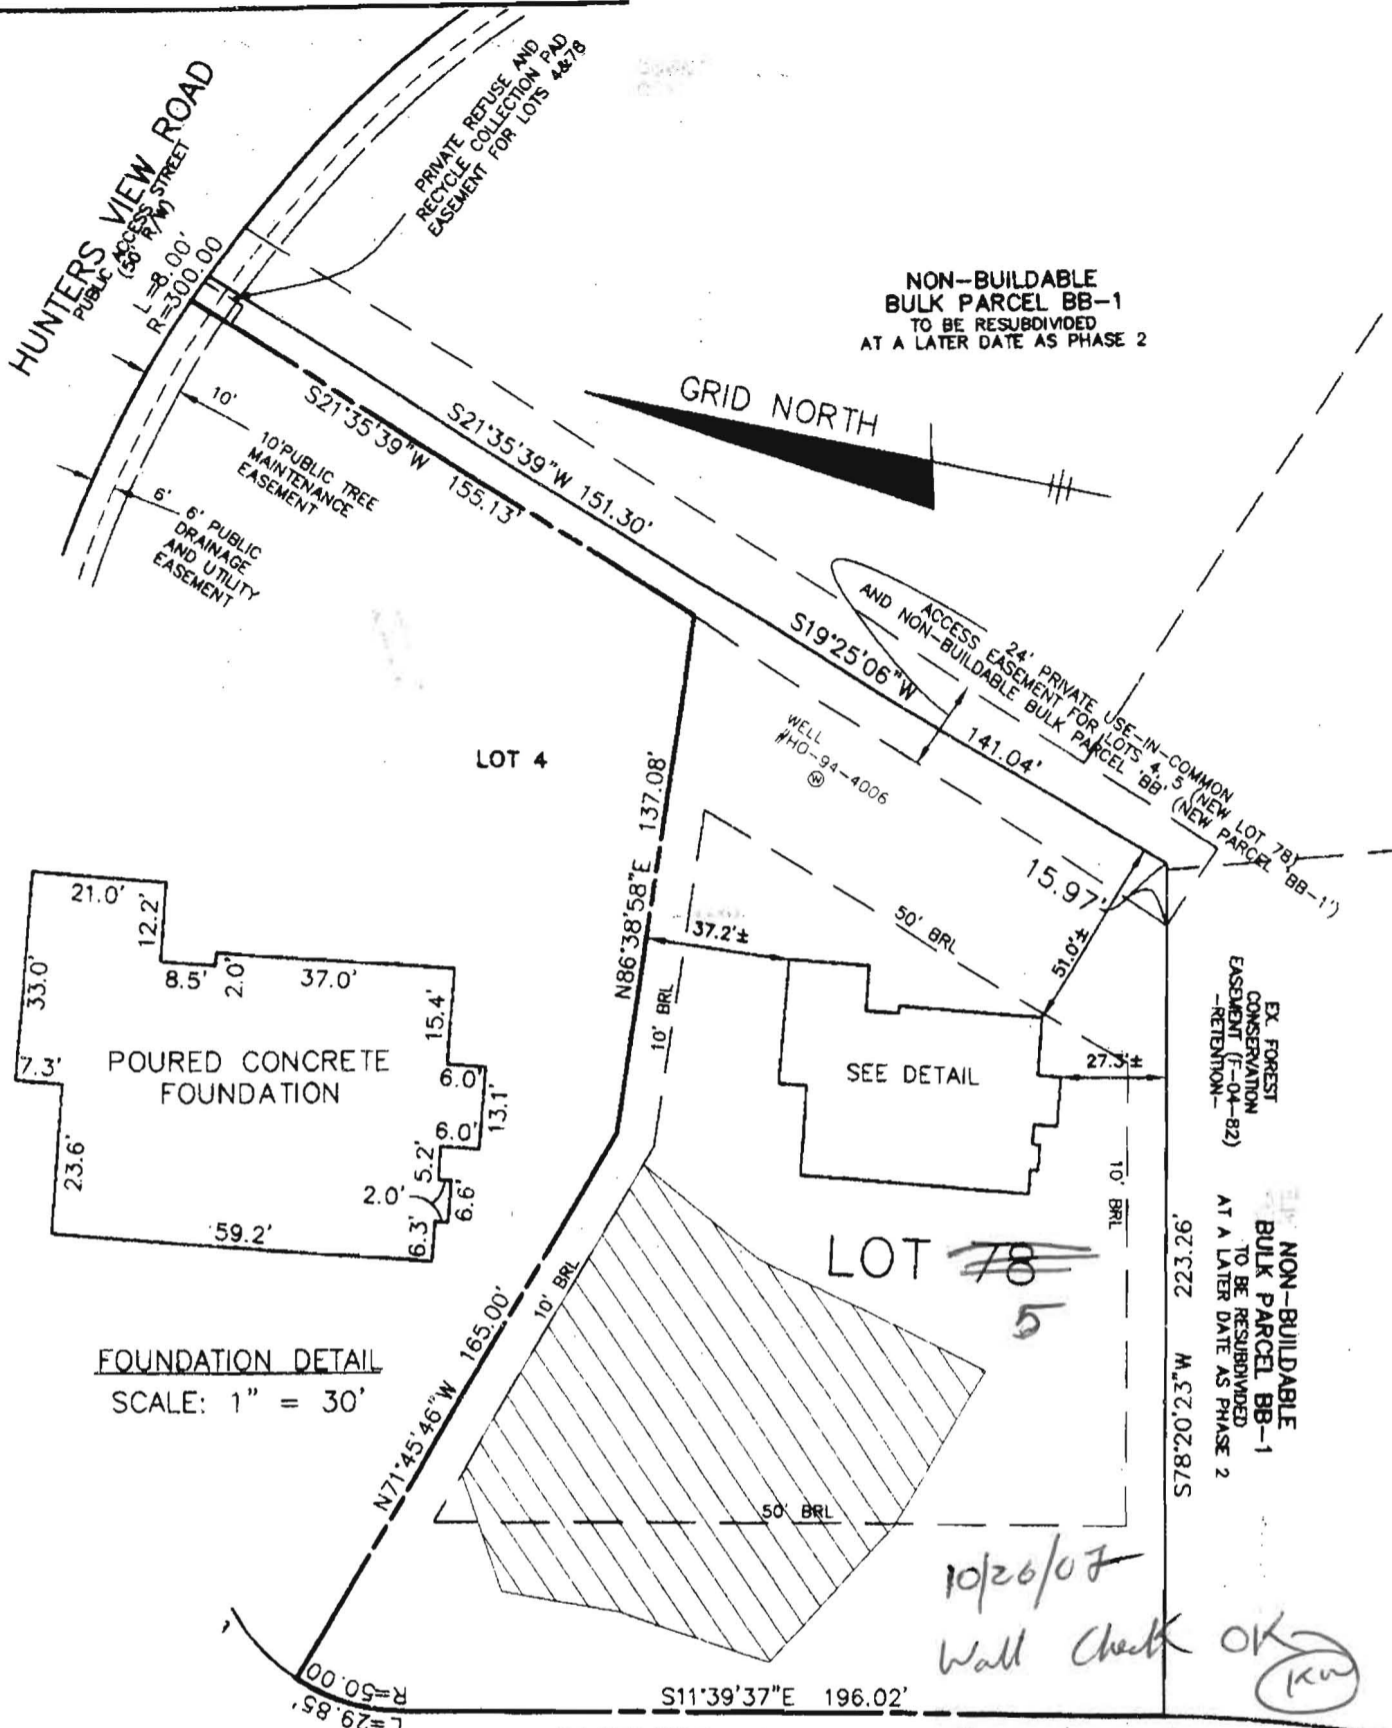 HUNTERS VIEW ROAD
PUBLIC ACCESS STREET
(50' R/W)
L=8.00'
R=300.00
PRIVATE REFUSE AND
RECYCLE COLLECTION PAD
EASEMENT FOR LOTS 4&78
NON-BUILDABLE
BULK PARCEL BB-1
TO BE RESUBDIVIDED
AT A LATER DATE AS PHASE 2
GRID NORTH
10'
10'PUBLIC TREE
MAINTENANCE
EASEMENT
6'
6' PUBLIC
DRAINAGE
AND UTILITY
EASEMENT
S21°35'39"W 155.13'
S21°35'39"W 151.30'
S19°25'06"W 141.04'
24' PRIVATE USE-IN-COMMON
ACCESS EASEMENT FOR LOTS 4, 5 (NEW LOT 78)
AND NON-BUILDABLE BULK PARCEL 'BB' (NEW PARCEL 'BB-1')
WELL
#HO-94-4006
W
LOT 4
N86°38'58"E 137.08'
15.97'
50' BRL
37.2'±
51.0'±
10' BRL
SEE DETAIL
27.3'±
EX. FOREST
CONSERVATION
EASEMENT (F-04-82)
-RETENTION-
21.0'
12.2'
33.0'
8.5'
2.0'
37.0'
15.4'
7.3'
POURED CONCRETE
FOUNDATION
6.0'
13.1'
6.0'
23.6'
5.2'
2.0'
6.6'
59.2'
6.3'
FOUNDATION DETAIL
SCALE: 1" = 30'
10' BRL
LOT 78
5
10' BRL
S78°20'23"W 223.26'
NON-BUILDABLE
BULK PARCEL BB-1
TO BE RESUBDIVIDED
AT A LATER DATE AS PHASE 2
N71°45'46"W 165.00'
50' BRL
10/26/07
Wall Check OK
KW
R=50.00
L=29.85'
S11°39'37"E 196.02'